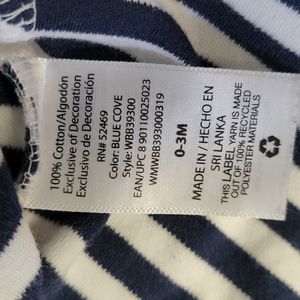 100% Cotton/Algodón
Exclusive of Decoration
Exclusivo de Decoración
RN# 52469
Color: BLUE COVE
Style: WBB39300
EAN/UPC 8 90110025023
WMWBB393000319
0-3M
MADE IN / HECHO EN
SRI LANKA
THIS LABEL YARN IS MADE
OUT OF 100% RECYCLED
POLYESTER MATERIALS